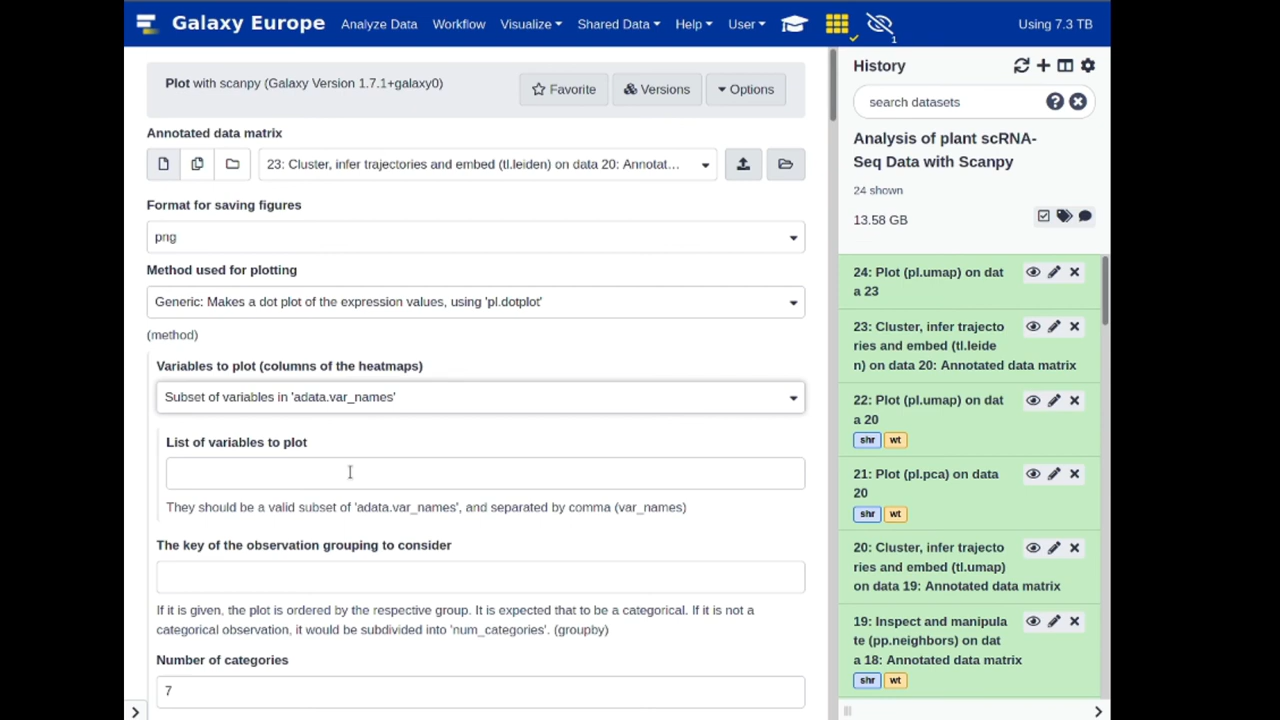 Galaxy Europe
Analyze Data Workflow Visualize Shared Data Help User
1
Using 7.3 TB
Plot with scanpy (Galaxy Version 1.7.1+galaxy0)
Favorite Versions Options
Annotated data matrix
23: Cluster, infer trajectories and embed (tl.leiden) on data 20: Annotat...
Format for saving figures
png
Method used for plotting
Generic: Makes a dot plot of the expression values, using 'pl.dotplot'
(method)
Variables to plot (columns of the heatmaps)
Subset of variables in 'adata.var_names'
List of variables to plot
They should be a valid subset of 'adata.var_names', and separated by comma (var_names)
The key of the observation grouping to consider
If it is given, the plot is ordered by the respective group. It is expected that to be a categorical. If it is not a
categorical observation, it would be subdivided into 'num_categories'. (groupby)
Number of categories
7
History
search datasets
Analysis of plant scRNA-
Seq Data with Scanpy
24 shown
13.58 GB
24: Plot (pl.umap) on dat
a 23
23: Cluster, infer trajecto
ries and embed (tl.leide
n) on data 20: Annotated data matrix
22: Plot (pl.umap) on dat
a 20
shr wt
21: Plot (pl.pca) on data
20
shr wt
20: Cluster, infer trajecto
ries and embed (tl.umap)
on data 19: Annotated data matrix
19: Inspect and manipula
te (pp.neighbors) on dat
a 18: Annotated data matrix
shr wt